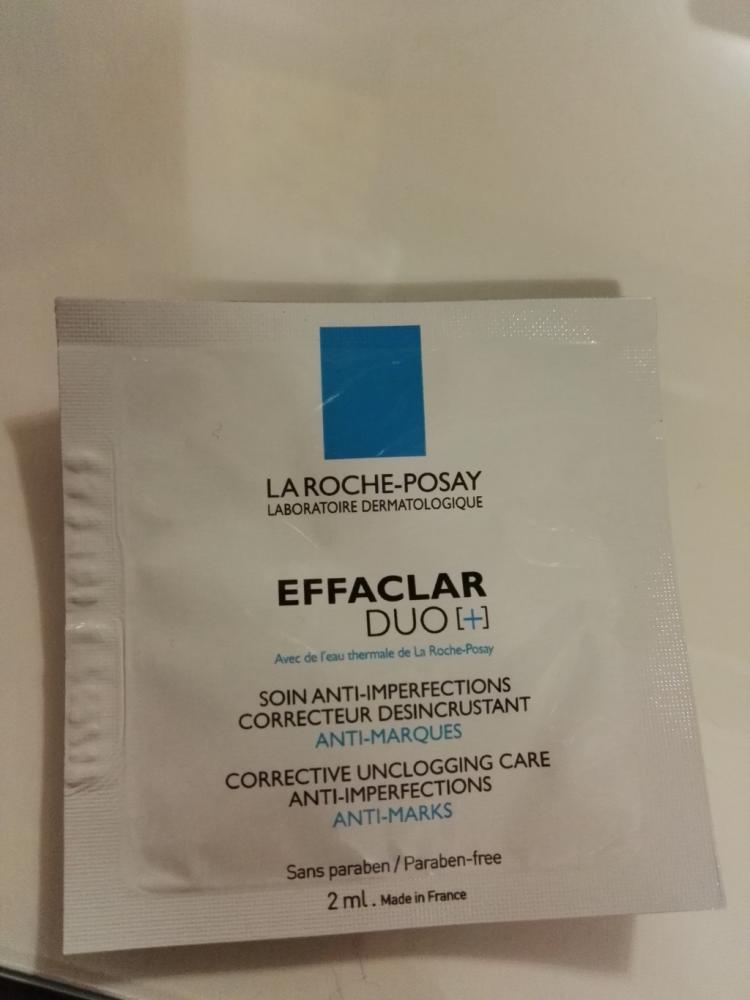 LA ROCHE-POSAY
LABORATOIRE DERMATOLOGIQUE
EFFACLAR
DUO [+]
Avec de l'eau thermale de La Roche-Posay
SOIN ANTI-IMPERFECTIONS
CORRECTEUR DESINCRUSTANT
ANTI-MARQUES
CORRECTIVE UNCLOGGING CARE
ANTI-IMPERFECTIONS
ANTI-MARKS
Sans paraben / Paraben-free
2 ml . Made in France